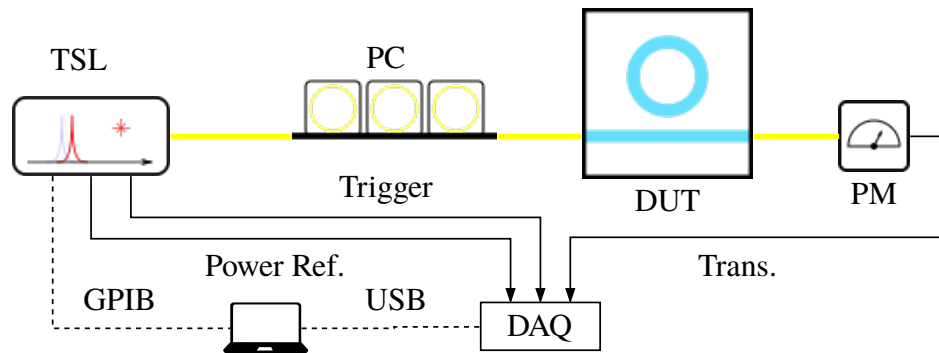 TSL
PC
Trigger
DUT
PM
Power Ref.
Trans.
GPIB
USB
DAQ